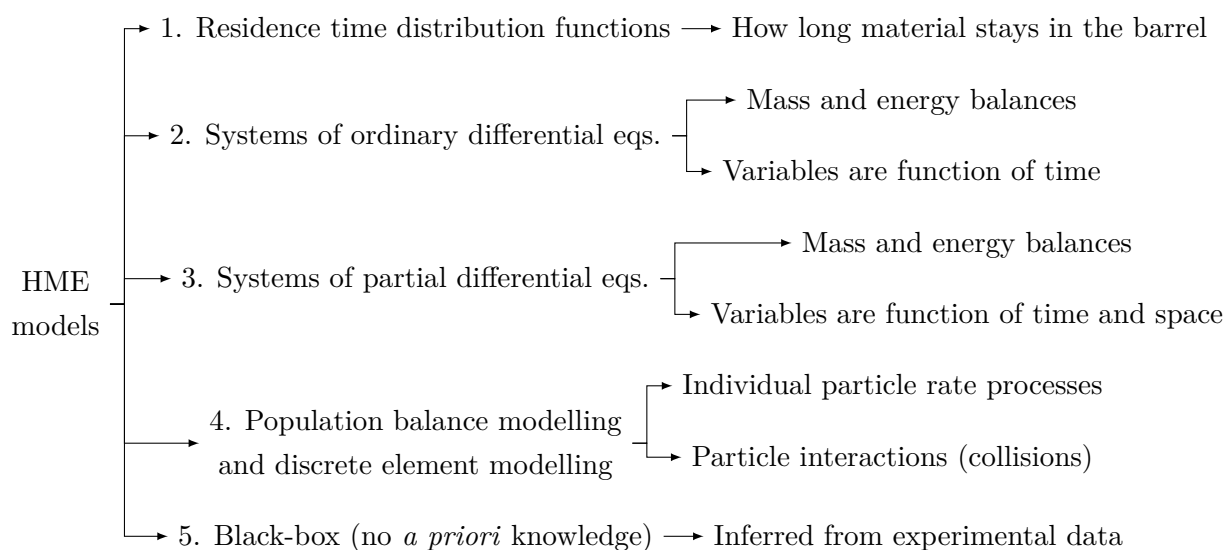 1. Residence time distribution functions
How long material stays in the barrel
Mass and energy balances
2. Systems of ordinary differential eqs.
Variables are function of time
Mass and energy balances
HME
models
3. Systems of partial differential eqs.
Variables are function of time and space
Individual particle rate processes
4. Population balance modelling
and discrete element modelling
Particle interactions (collisions)
5. Black-box (no a priori knowledge)
Inferred from experimental data